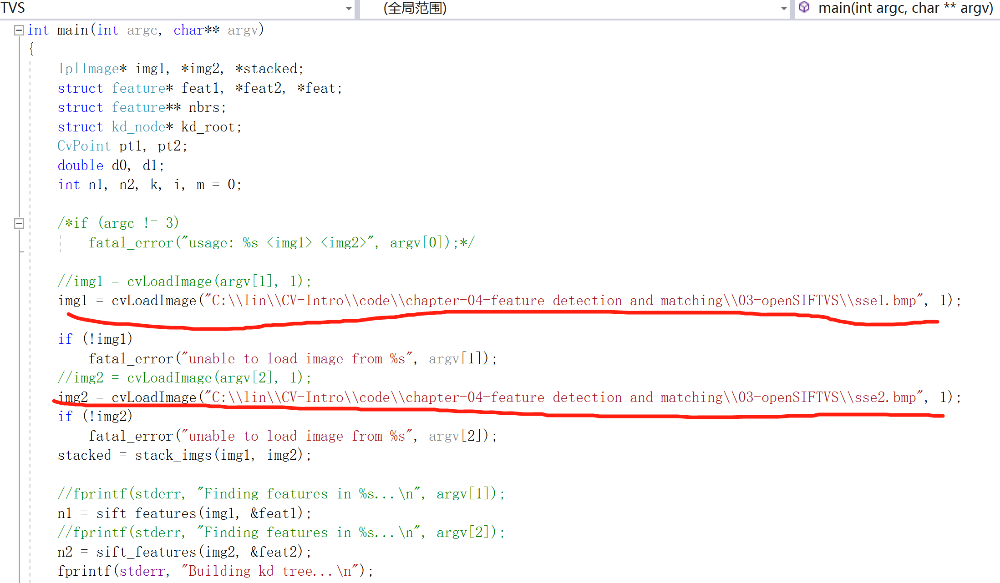 TVS (全局范围) main(int argc, char ** argv)
int main(int argc, char** argv)
{
IplImage* img1, *img2, *stacked;
struct feature* feat1, *feat2, *feat;
struct feature** nbrs;
struct kd_node* kd_root;
CvPoint pt1, pt2;
double d0, d1;
int n1, n2, k, i, m = 0;
/*if (argc != 3)
fatal_error("usage: %s <img1> <img2>", argv[0]);*/
//img1 = cvLoadImage(argv[1], 1);
img1 = cvLoadImage("C:\\lin\\CV-Intro\\code\\chapter-04-feature detection and matching\\03-openSIFTVS\\sse1.bmp", 1);
if (!img1)
fatal_error("unable to load image from %s", argv[1]);
//img2 = cvLoadImage(argv[2], 1);
img2 = cvLoadImage("C:\\lin\\CV-Intro\\code\\chapter-04-feature detection and matching\\03-openSIFTVS\\sse2.bmp", 1);
if (!img2)
fatal_error("unable to load image from %s", argv[2]);
stacked = stack_imgs(img1, img2);
//fprintf(stderr, "Finding features in %s...\n", argv[1]);
n1 = sift_features(img1, &feat1);
//fprintf(stderr, "Finding features in %s...\n", argv[2]);
n2 = sift_features(img2, &feat2);
fprintf(stderr, "Building kd tree...\n");